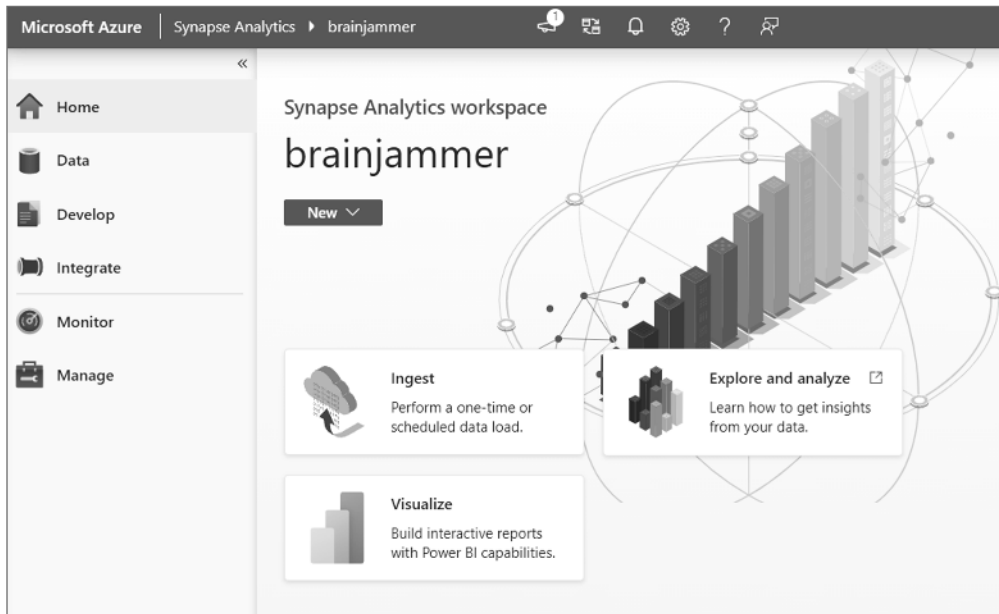 Microsoft Azure | Synapse Analytics ▸ brainjammer
1
?
«
Home
Data
Develop
Integrate
Monitor
Manage
Synapse Analytics workspace
brainjammer
New
Ingest
Perform a one-time or
scheduled data load.
Explore and analyze
Learn how to get insights
from your data.
Visualize
Build interactive reports
with Power BI capabilities.